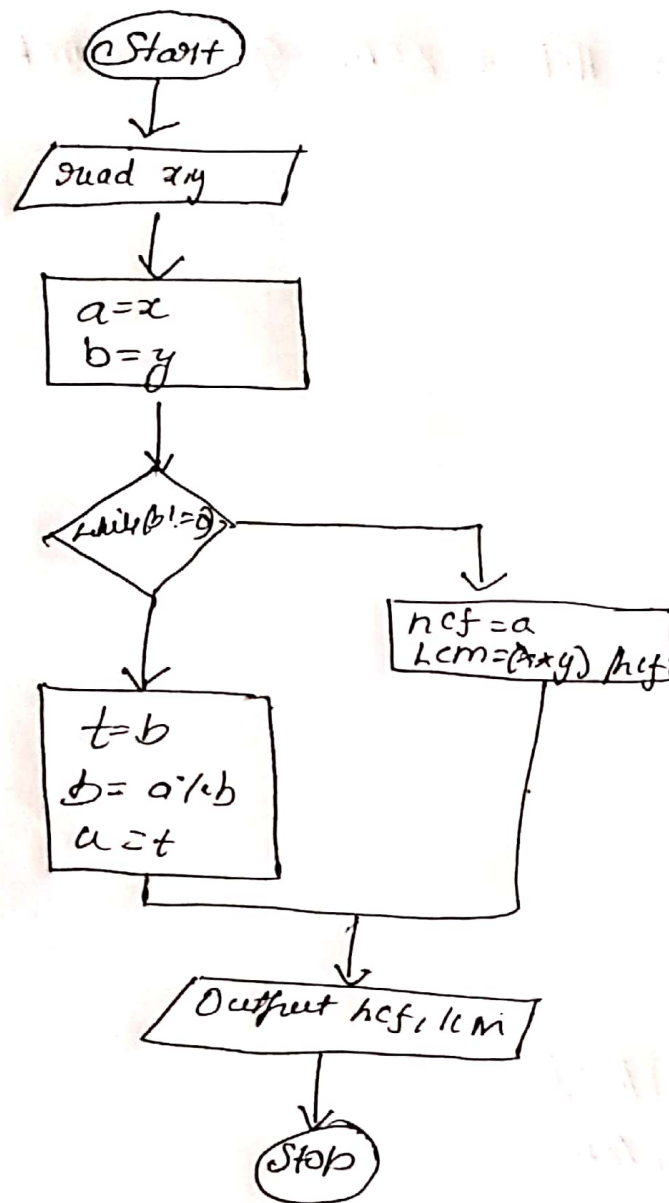 Start
read x,y
a=x
b=y
while(b!=0)
hcf=a
Lcm=(x*y)/hcf
t=b
b= a%b
a=t
Output hcf, lcm
Stop